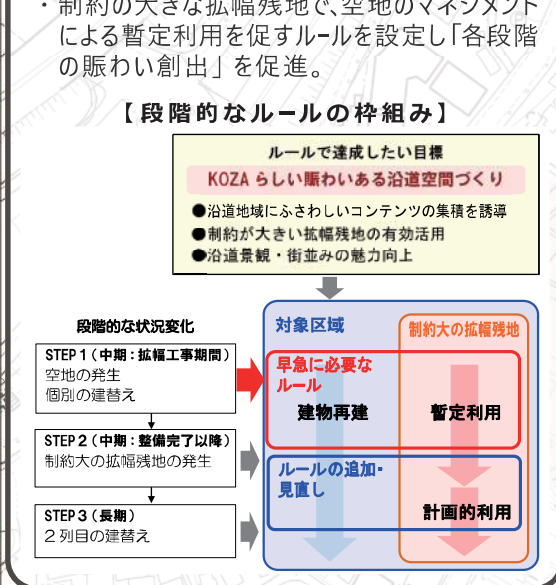 ・制約の大きな拡幅残地で、空地のマネジメント
による暫定利用を促すルールを設定し「各段階
の賑わい創出」を促進。
【段階的なルールの枠組み】
ルールで達成したい目標
KOZA らしい賑わいある沿道空間づくり
●沿道地域にふさわしいコンテンツの集積を誘導
●制約が大きい拡幅残地の有効活用
●沿道景観・街並みの魅力向上
段階的な状況変化
STEP 1（中期：拡幅工事期間）
空地の発生
個別の建替え
STEP 2（中期：整備完了以降）
制約大の拡幅残地の発生
STEP 3（長期）
２列目の建替え
対象区域
制約大の拡幅残地
早急に必要な
ルール
建物再建
暫定利用
ルールの追加・
見直し
計画的利用